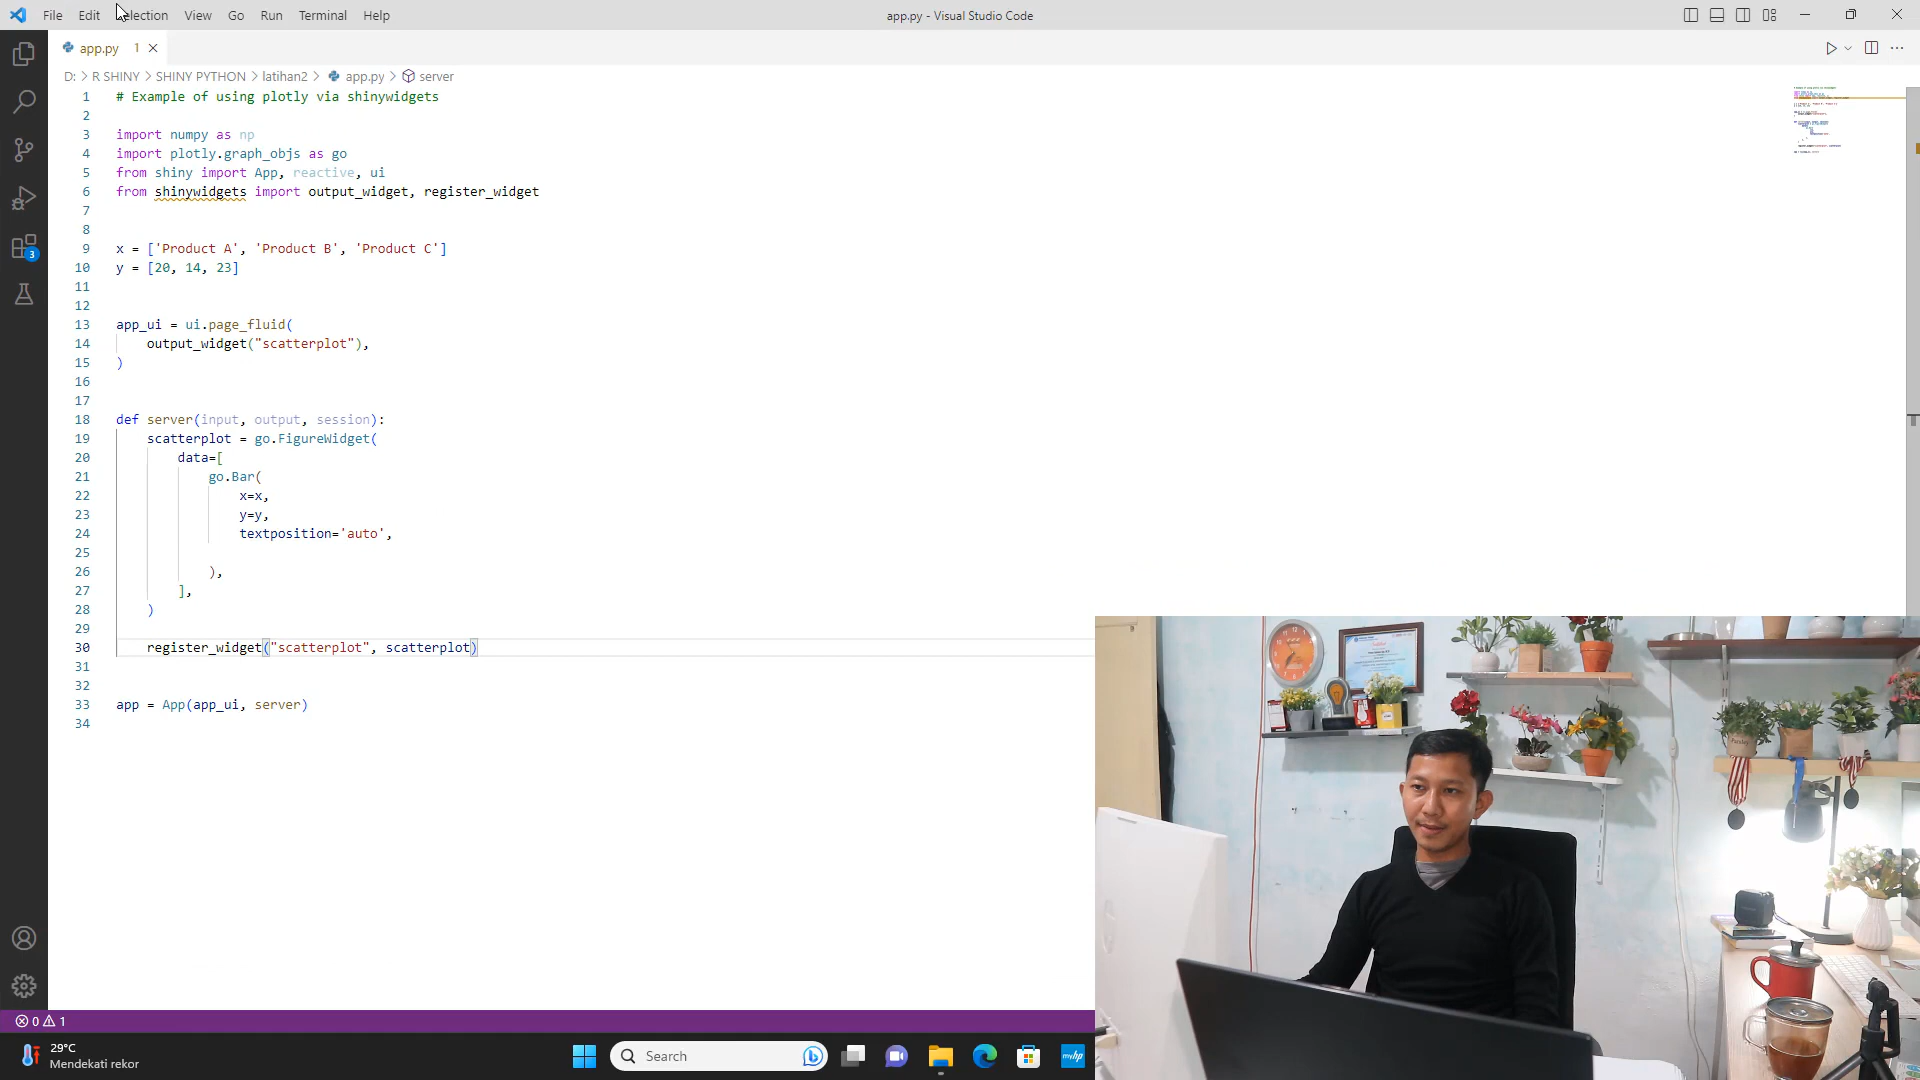 File Edit Selection View Go Run Terminal Help
app.py - Visual Studio Code
app.py 1
D: > R SHINY > SHINY PYTHON > latihan2 > app.py > server
1 # Example of using plotly via shinywidgets
2
3 import numpy as np
4 import plotly.graph_objs as go
5 from shiny import App, reactive, ui
6 from shinywidgets import output_widget, register_widget
7
8
9 x = ['Product A', 'Product B', 'Product C']
10 y = [20, 14, 23]
11
12
13 app_ui = ui.page_fluid(
14 output_widget("scatterplot"),
15 )
16
17
18 def server(input, output, session):
19 scatterplot = go.FigureWidget(
20 data=[
21 go.Bar(
22 x=x,
23 y=y,
24 textposition='auto',
25
26 ),
27 ],
28 )
29
30 register_widget("scatterplot", scatterplot)
31
32
33 app = App(app_ui, server)
34
3
0 1
29°C
Mendekati rekor
Search
myhp